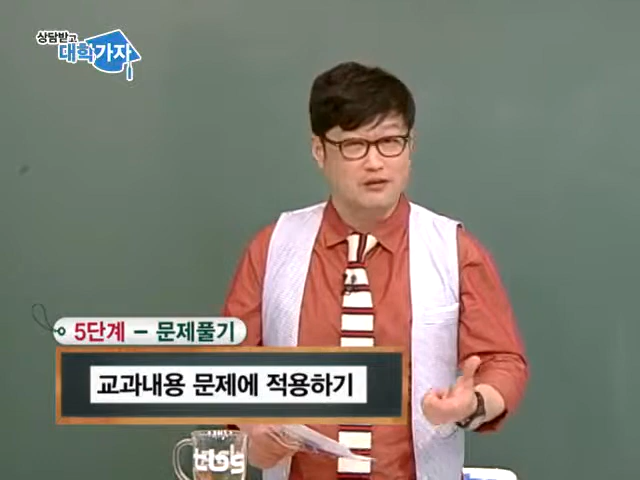 상담받고
대학가자
5단계 - 문제풀기
교과내용 문제에 적용하기